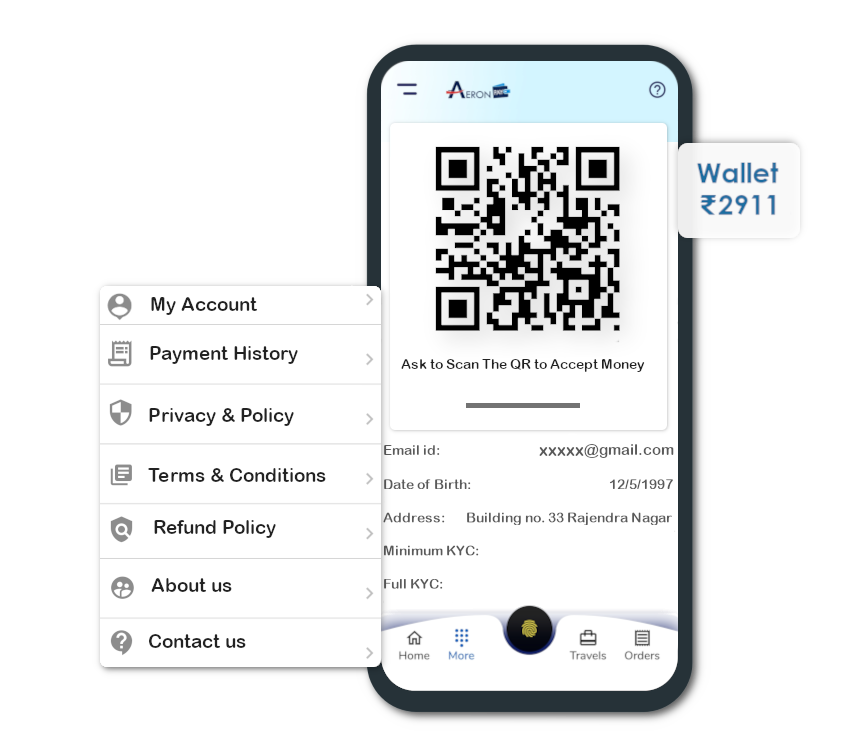 AERON PAY
Wallet
₹2911
Ask to Scan The QR to Accept Money
My Account
Payment History
Privacy & Policy
Terms & Conditions
Refund Policy
About us
Contact us
Email id: xxxxx@gmail.com
Date of Birth: 12/5/1997
Address: Building no. 33 Rajendra Nagar
Minimum KYC:
Full KYC:
Home More Travels Orders